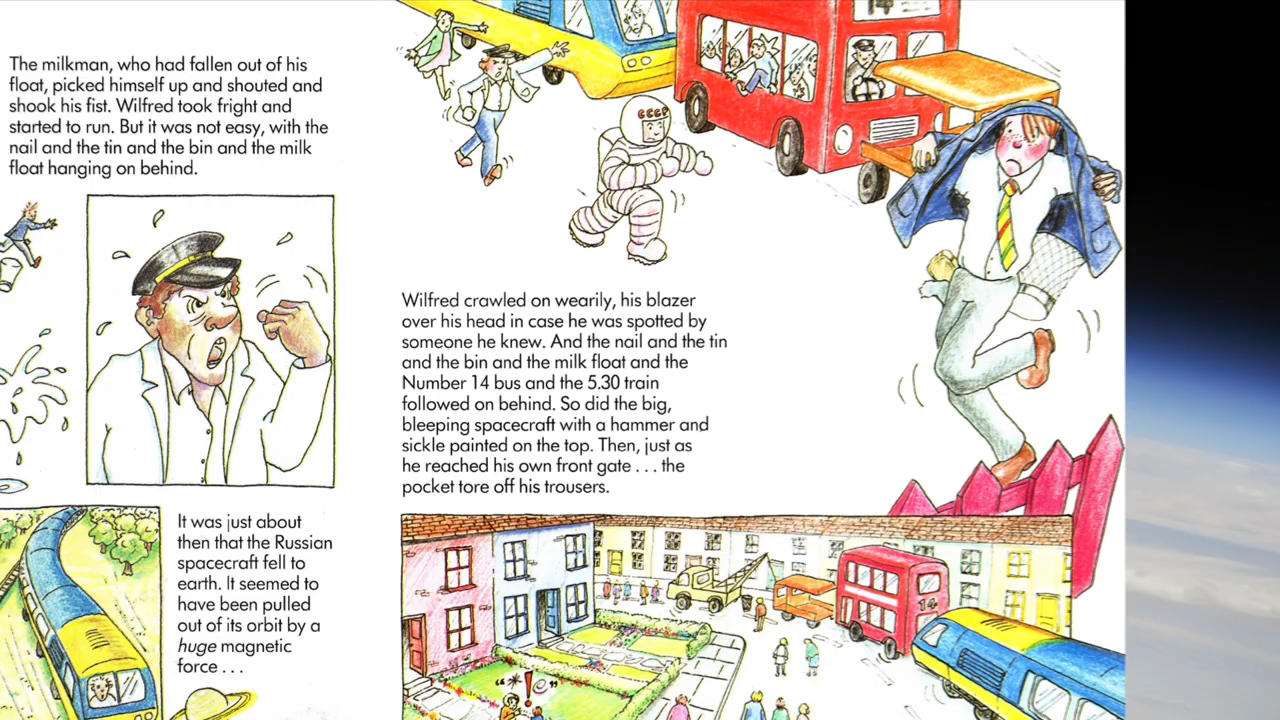 The milkman, who had fallen out of his
float, picked himself up and shouted and
shook his fist. Wilfred took fright and
started to run. But it was not easy, with the
nail and the tin and the bin and the milk
float hanging on behind.
It was just about
then that the Russian
spacecraft fell to
earth. It seemed to
have been pulled
out of its orbit by a
huge magnetic
force . . .
14
CCCP
Wilfred crawled on wearily, his blazer
over his head in case he was spotted by
someone he knew. And the nail and the tin
and the bin and the milk float and the
Number 14 bus and the 5.30 train
followed on behind. So did the big,
bleeping spacecraft with a hammer and
sickle painted on the top. Then, just as
he reached his own front gate . . . the
pocket tore off his trousers.
14
"*!@"